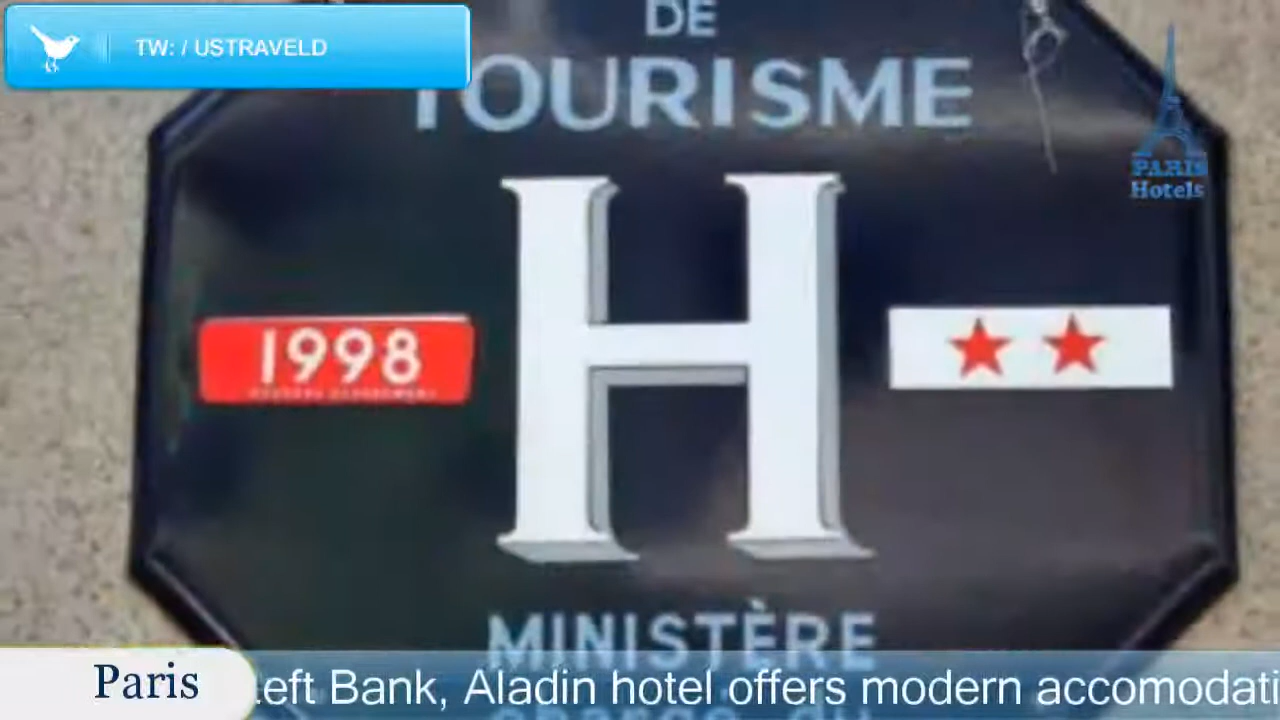 TW: / USTRAVELD
DE
TOURISME
PARIS
Hotels
H
1998
MINISTÈRE
Paris
Left Bank, Aladin hotel offers modern accomodati